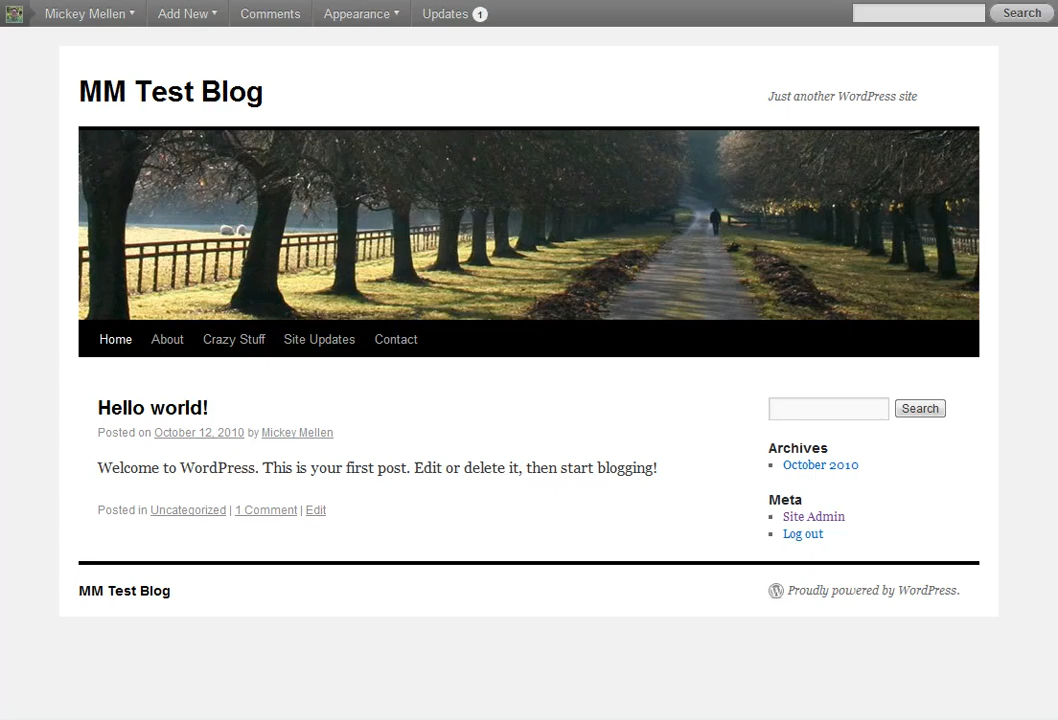 Mickey Mellen Add New Comments Appearance Updates 1 Search
MM Test Blog
Just another WordPress site
Home About Crazy Stuff Site Updates Contact
Hello world!
Posted on October 12, 2010 by Mickey Mellen
Welcome to WordPress. This is your first post. Edit or delete it, then start blogging!
Posted in Uncategorized | 1 Comment | Edit
Search
Archives
October 2010
Meta
Site Admin
Log out
MM Test Blog
Proudly powered by WordPress.